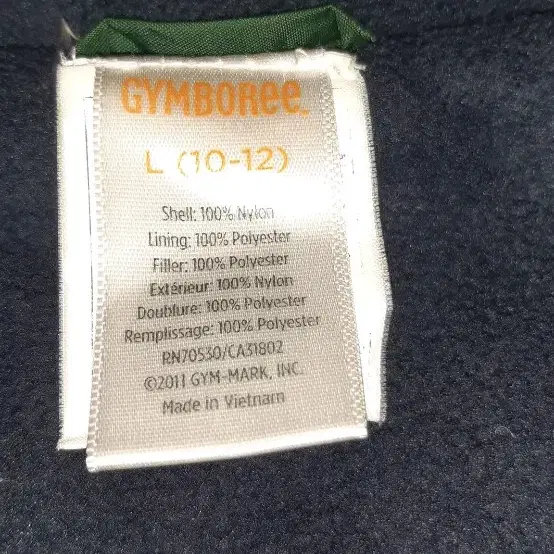 GYMBOREE™
L (10-12)
Shell: 100% Nylon
Lining: 100% Polyester
Filler: 100% Polyester
Extérieur: 100% Nylon
Doublure: 100% Polyester
Remplissage: 100% Polyester
RN70530/CA31802
©2011 GYM-MARK, INC.
Made in Vietnam